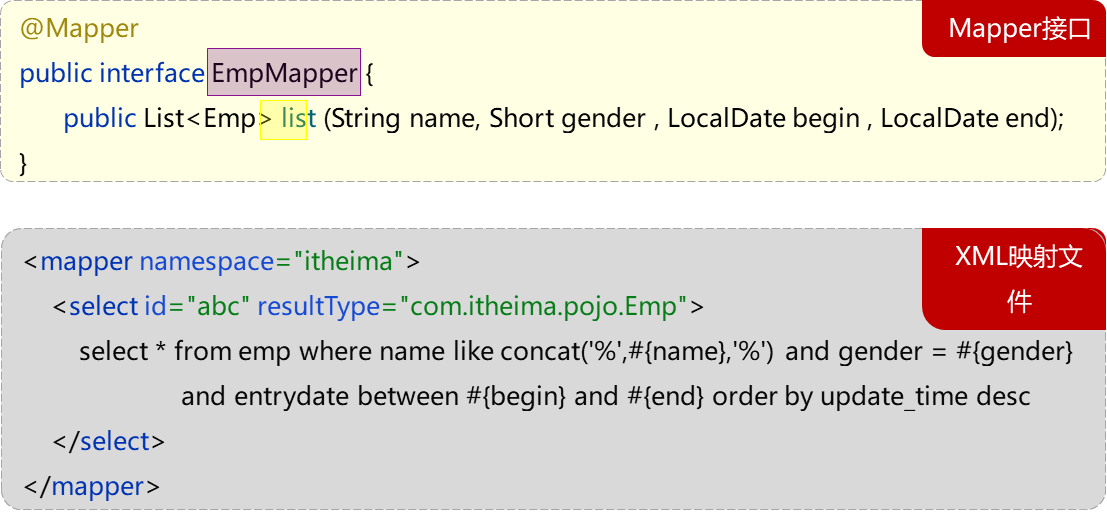 @Mapper
Mapper接口
public interface EmpMapper {
public List<Emp> list (String name, Short gender , LocalDate begin , LocalDate end);
}
XML映射文
件
<mapper namespace="itheima">
<select id="abc" resultType="com.itheima.pojo.Emp">
select * from emp where name like concat('%',#{name},'%') and gender = #{gender}
and entrydate between #{begin} and #{end} order by update_time desc
</select>
</mapper>